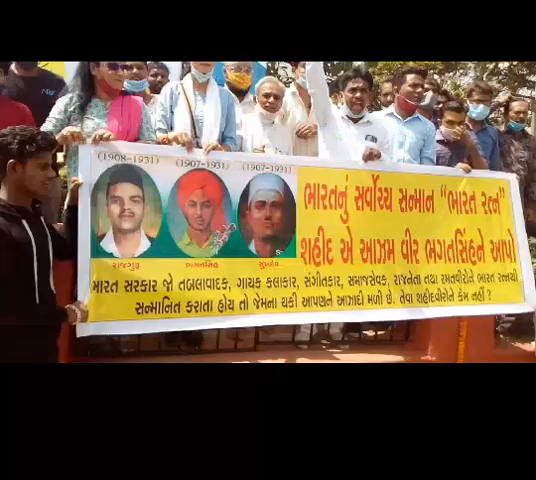 (1908-1931) (1907-1931) (1907-1931)
રાજગુરૂ ભગતસિંહ સુખદેવ
ભારતનું સર્વોચ્ચ સન્માન "ભારત રત્ન"
શહીદ એ આઝમ વીર ભગતસિંહને આપો
ભારત સરકાર જો તબલાવાદક, ગાયક કલાકાર, સંગીતકાર, સમાજસેવક, રાજનેતા તથા રમતવીરોને ભારત રત્નથી
સન્માનિત કરાતા હોય તો જેમના થકી આપણને આઝાદી મળી છે. તેવા શહીદવીરોને કેમ નહીં ?